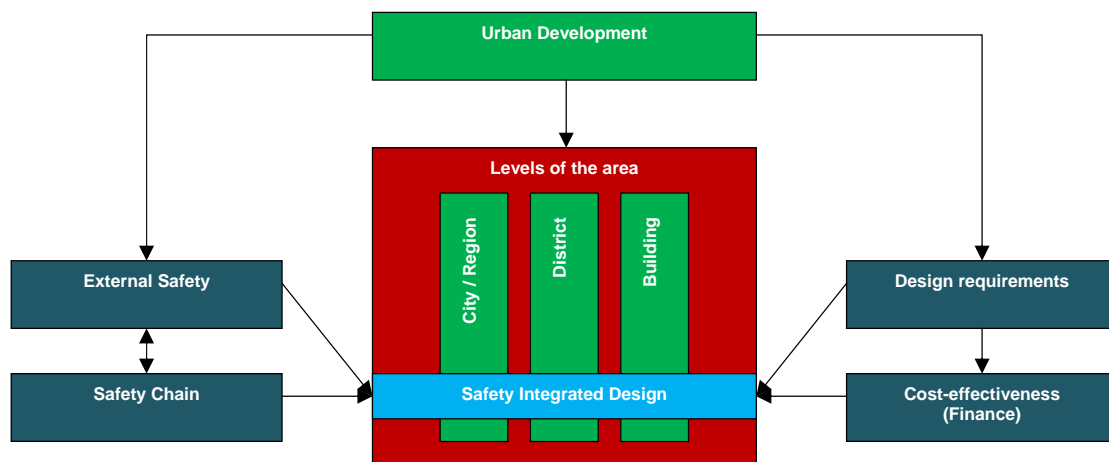 Urban Development
Levels of the area
City / Region
District
Building
External Safety
Design requirements
Safety Chain
Safety Integrated Design
Cost-effectiveness
(Finance)